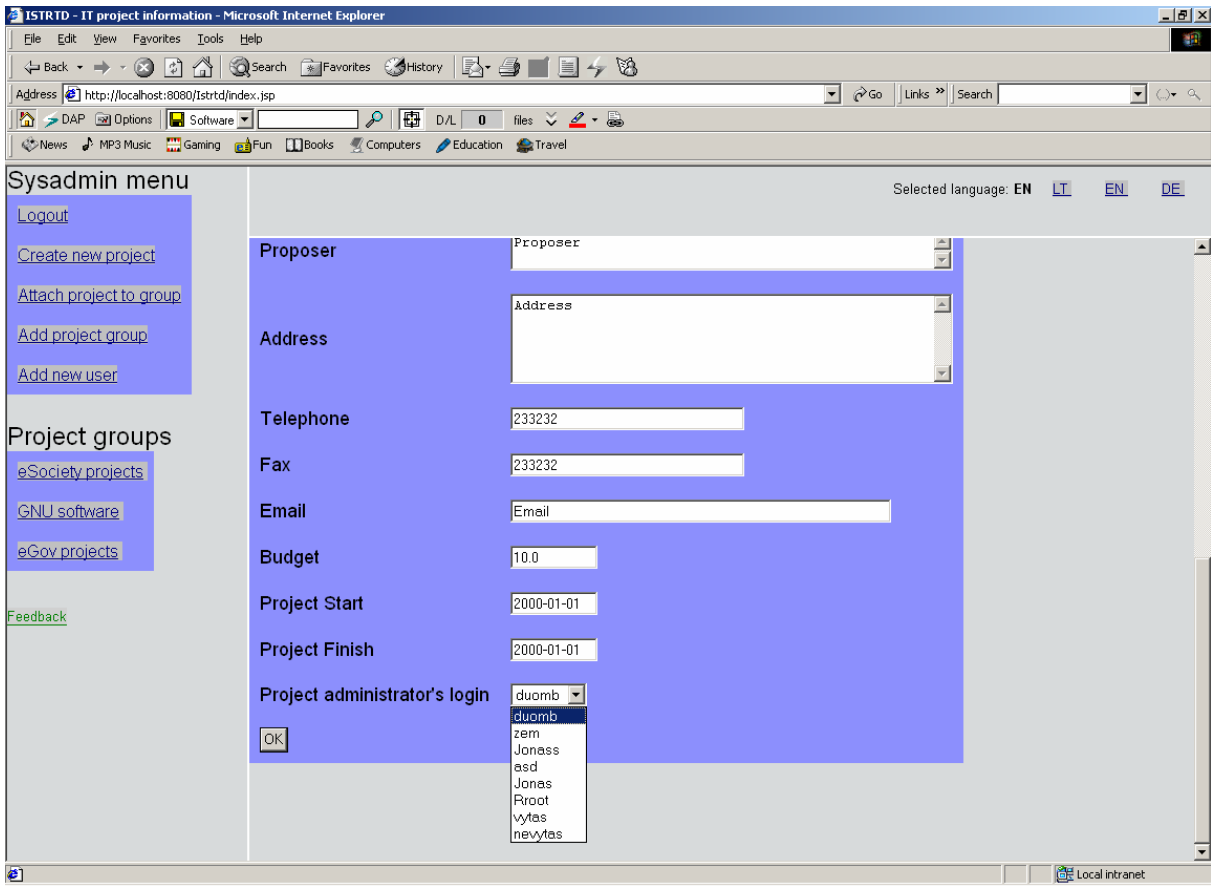 ISTRTD - IT project information - Microsoft Internet Explorer
File Edit View Favorites Tools Help
Back Search Favorites History
Address http://localhost:8080/Istrtd/index.jsp Go Links » Search
DAP Options Software D/L 0 files
News MP3 Music Gaming Fun Books Computers Education Travel
Sysadmin menu
Logout
Create new project
Attach project to group
Add project group
Add new user
Project groups
eSociety projects
GNU software
eGov projects
Feedback
Selected language: EN LT EN DE
Proposer Proposer
Address Address
Telephone 233232
Fax 233232
Email Email
Budget 10.0
Project Start 2000-01-01
Project Finish 2000-01-01
Project administrator's login duomb
duomb
zem
Jonass
asd
Jonas
Rroot
vytas
nevytas
OK
Local intranet